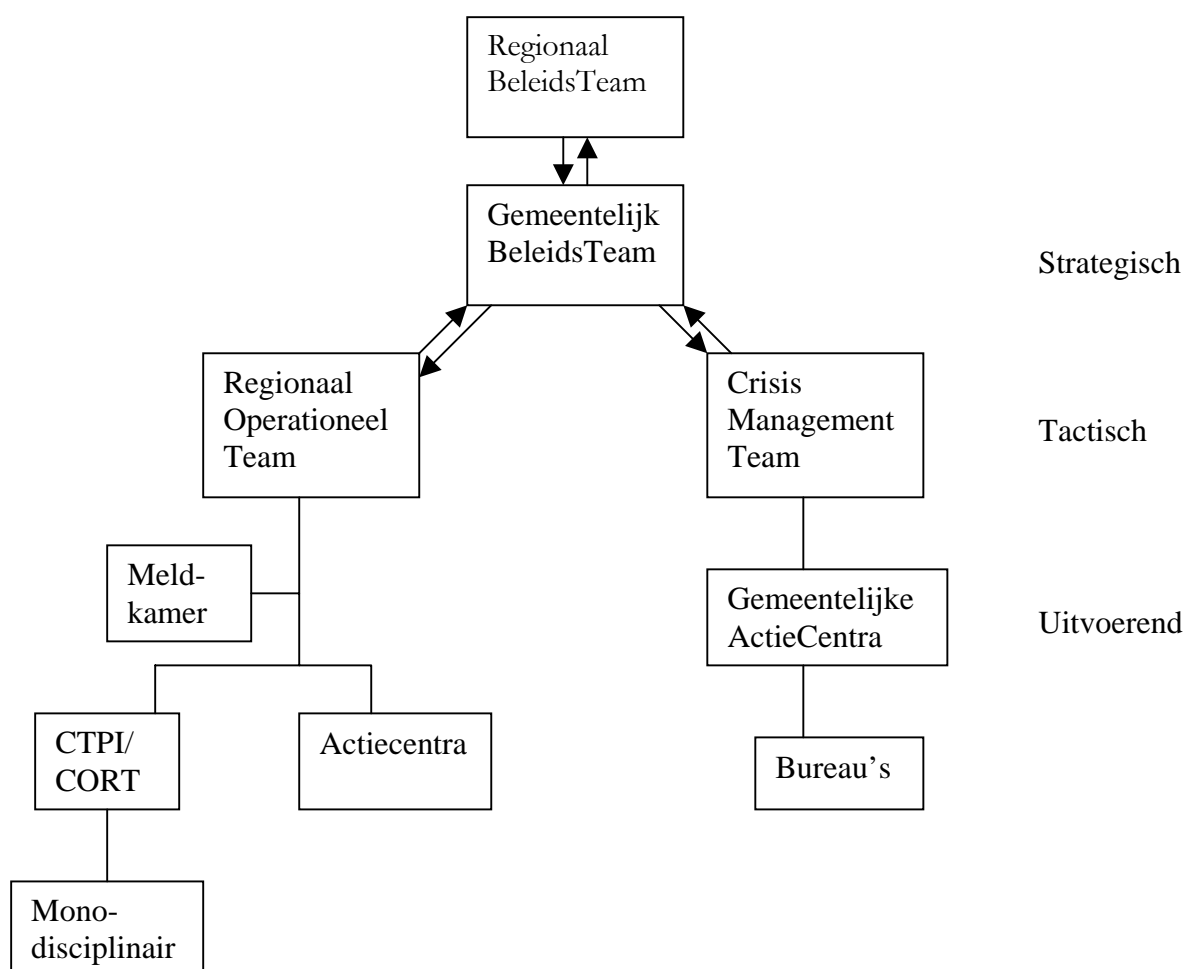 Regionaal
BeleidsTeam
Gemeentelijk
BeleidsTeam
Strategisch
Regionaal
Operationeel
Team
Crisis
Management
Team
Tactisch
Meld-
kamer
Gemeentelijke
ActieCentra
Uitvoerend
CTPI/
CORT
Actiecentra
Bureau's
Mono-
disciplinair